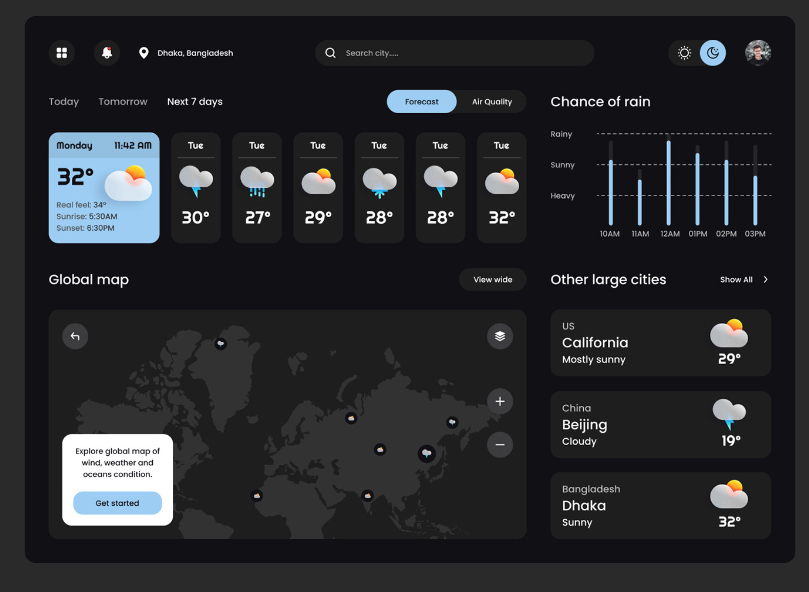 Dhaka, Bangladesh
Search city.....
Today
Tomorrow
Next 7 days
Forecast
Air Quality
Monday
11:42 AM
32°
Real feel: 34°
Sunrise: 5:30AM
Sunset: 6:30PM
Tue
30°
Tue
27°
Tue
29°
Tue
28°
Tue
28°
Tue
32°
Chance of rain
Rainy
Sunny
Heavy
10AM
11AM
12AM
01PM
02PM
03PM
Global map
View wide
Explore global map of
wind, weather and
oceans condition.
Get started
Other large cities
Show All
US
California
Mostly sunny
29°
China
Beijing
Cloudy
19°
Bangladesh
Dhaka
Sunny
32°